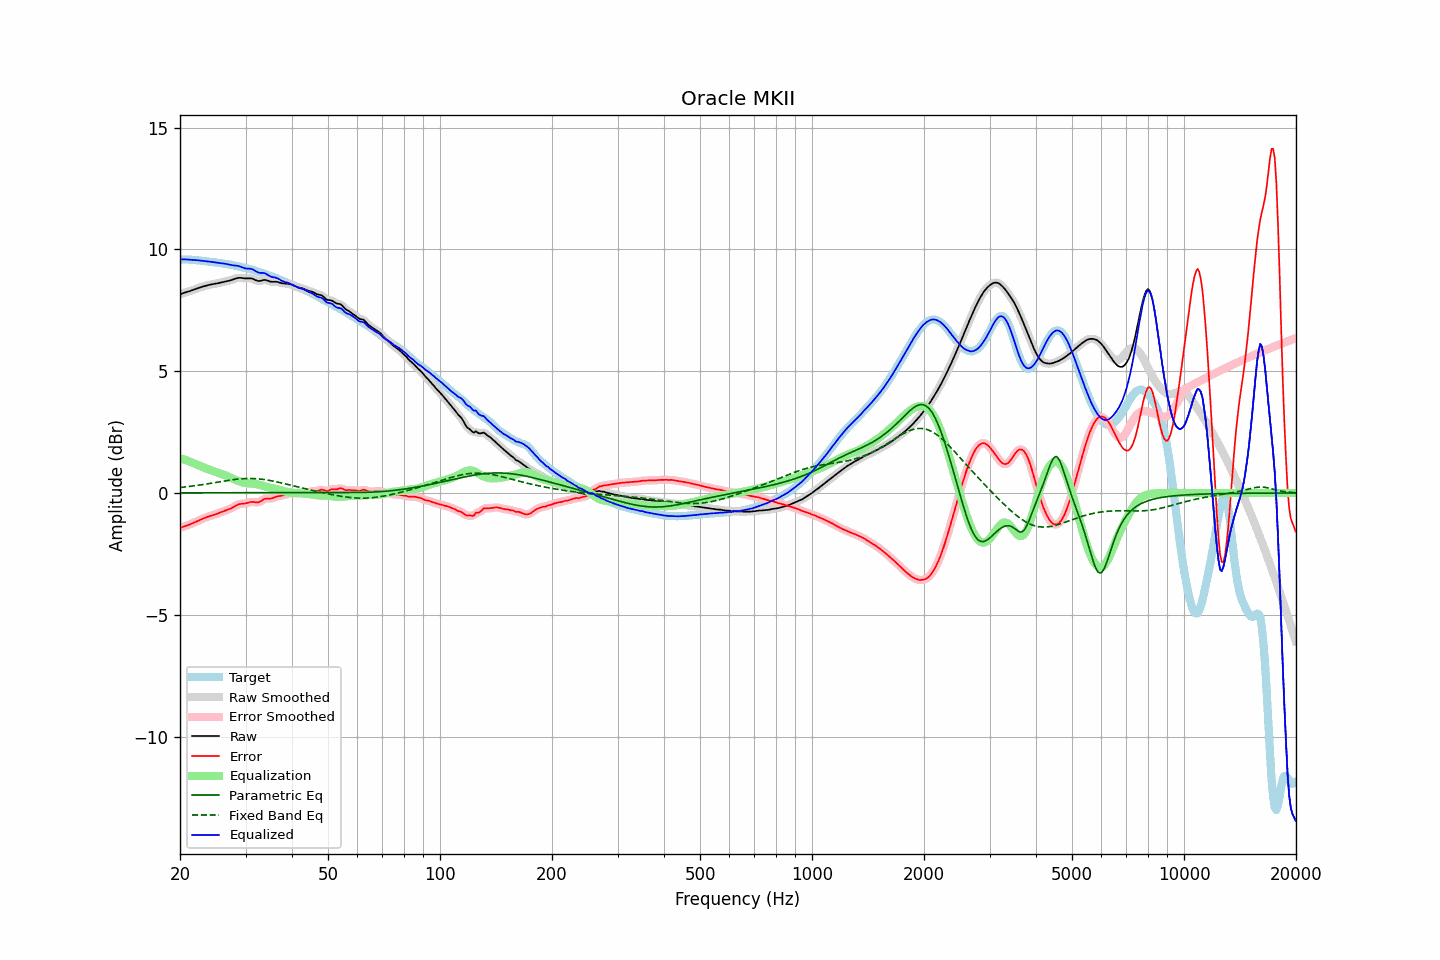 Oracle MKII
15
10
5
0
−5
−10
Amplitude (dBr)
Target
Raw Smoothed
Error Smoothed
Raw
Error
Equalization
Parametric Eq
Fixed Band Eq
Equalized
20 50 100 200 500 1000 2000 5000 10000 20000
Frequency (Hz)